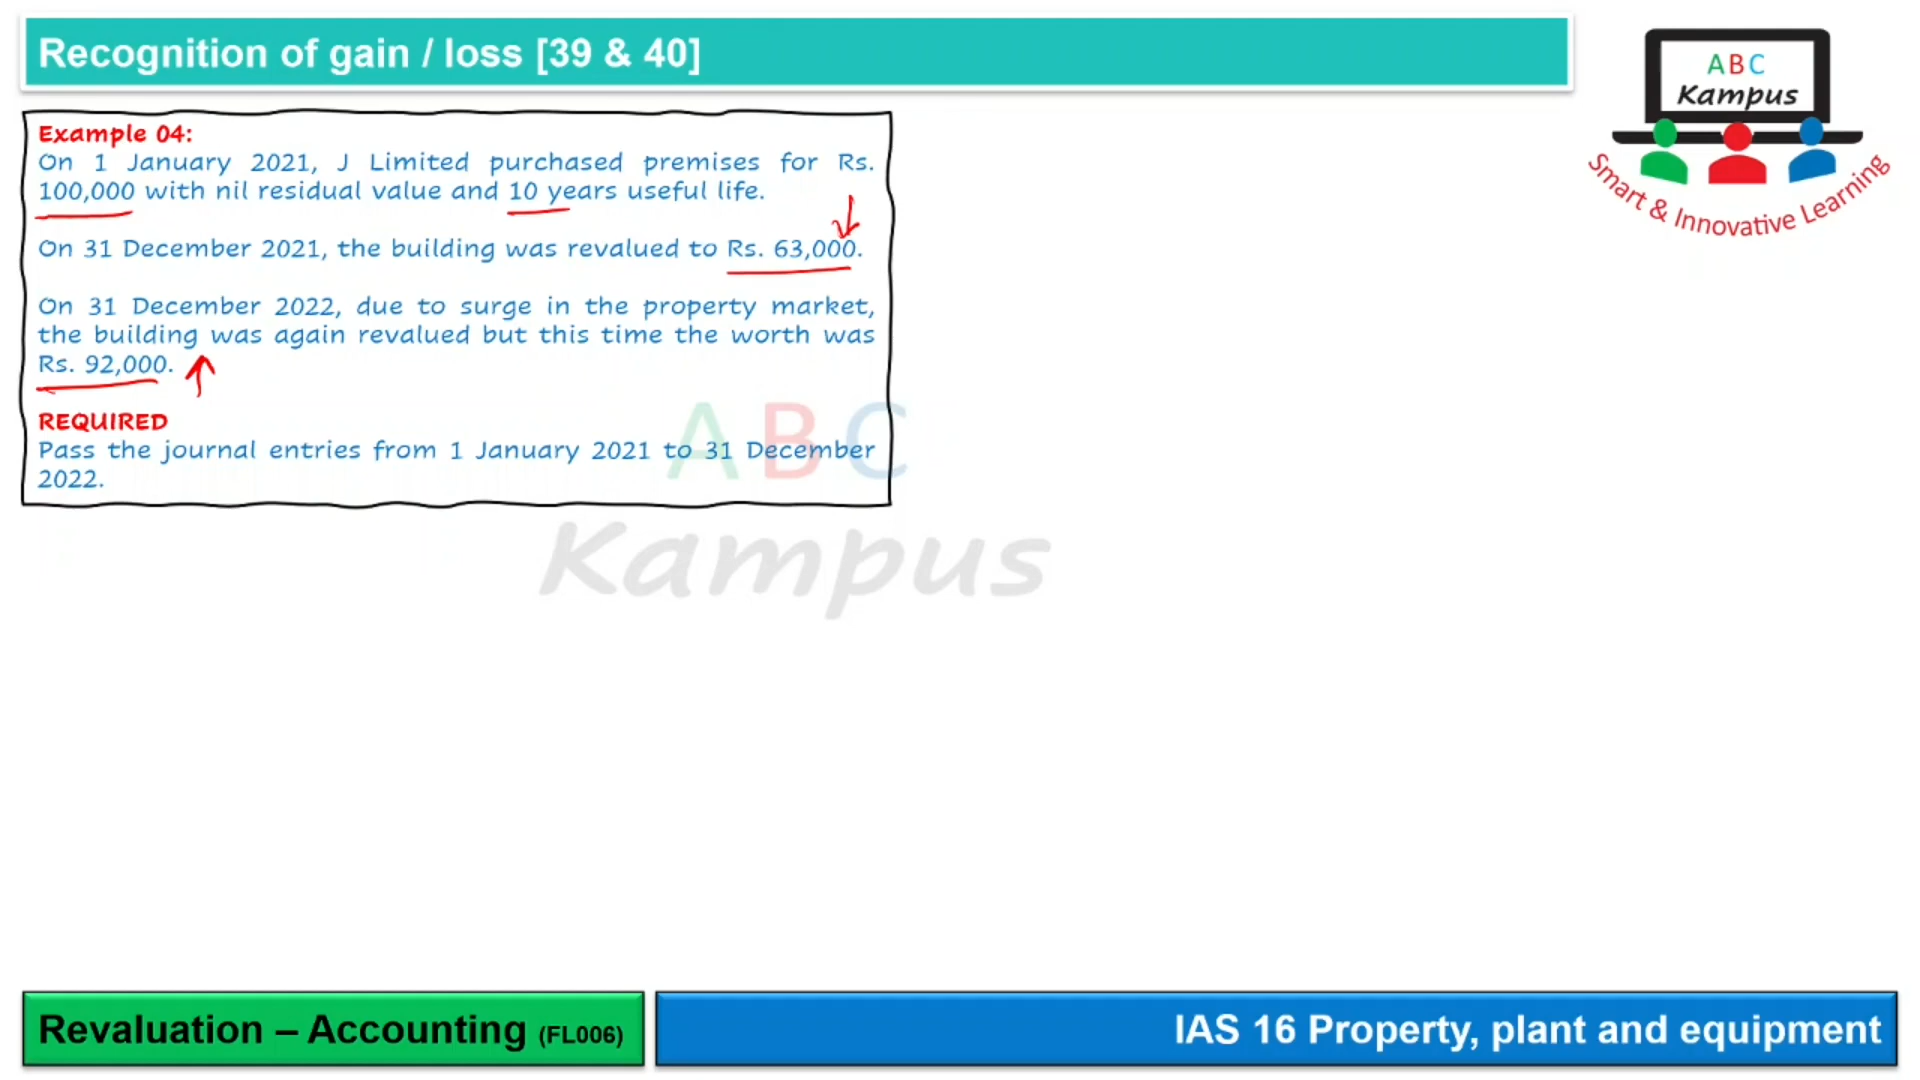 Recognition of gain / loss [39 & 40]
A B C
Kampus
Smart & Innovative Learning
Example 04:
On 1 January 2021, J Limited purchased premises for Rs.
100,000 with nil residual value and 10 years useful life.
On 31 December 2021, the building was revalued to Rs. 63,000.
On 31 December 2022, due to surge in the property market,
the building was again revalued but this time the worth was
Rs. 92,000.
REQUIRED
Pass the journal entries from 1 January 2021 to 31 December
2022.
ABC
Kampus
Revaluation – Accounting (FL006)
IAS 16 Property, plant and equipment